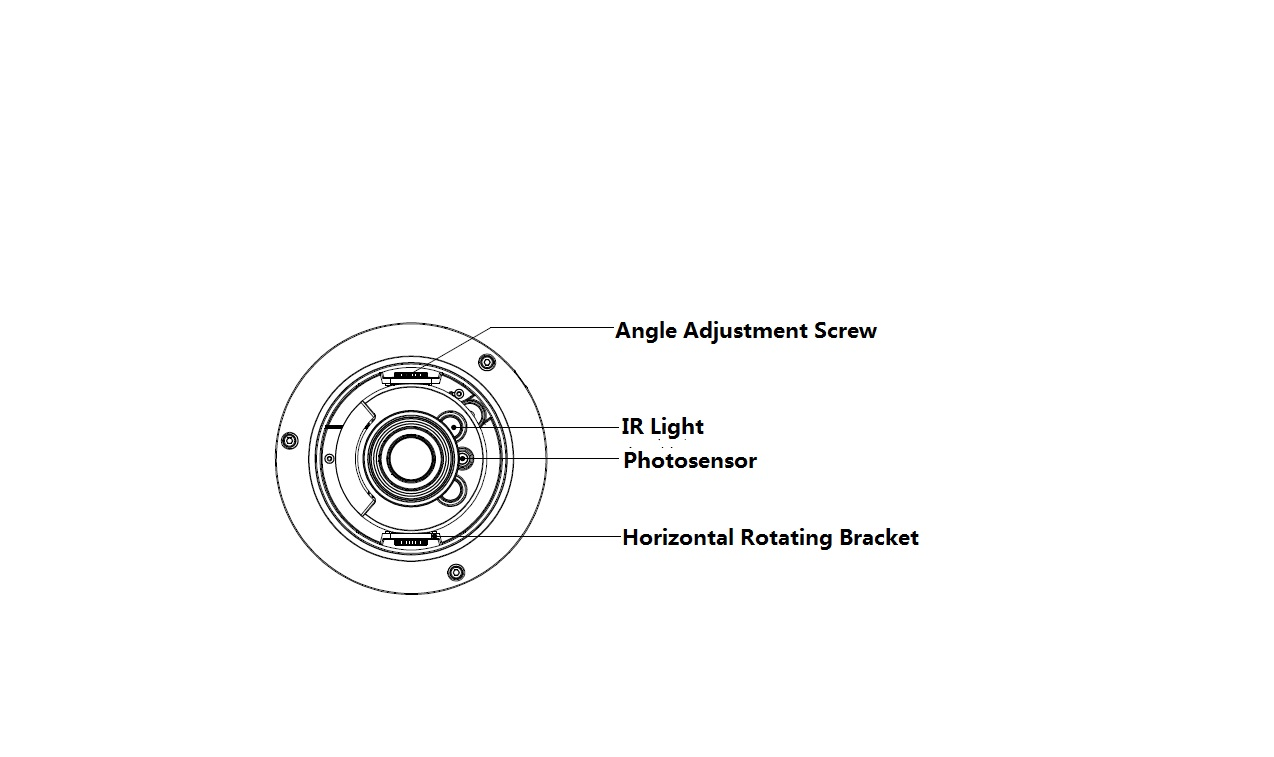 Angle Adjustment Screw
IR Light
Photosensor
Horizontal Rotating Bracket